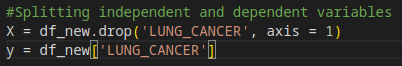 #Splitting independent and dependent variables
X = df_new.drop('LUNG_CANCER', axis = 1)
y = df_new['LUNG_CANCER']